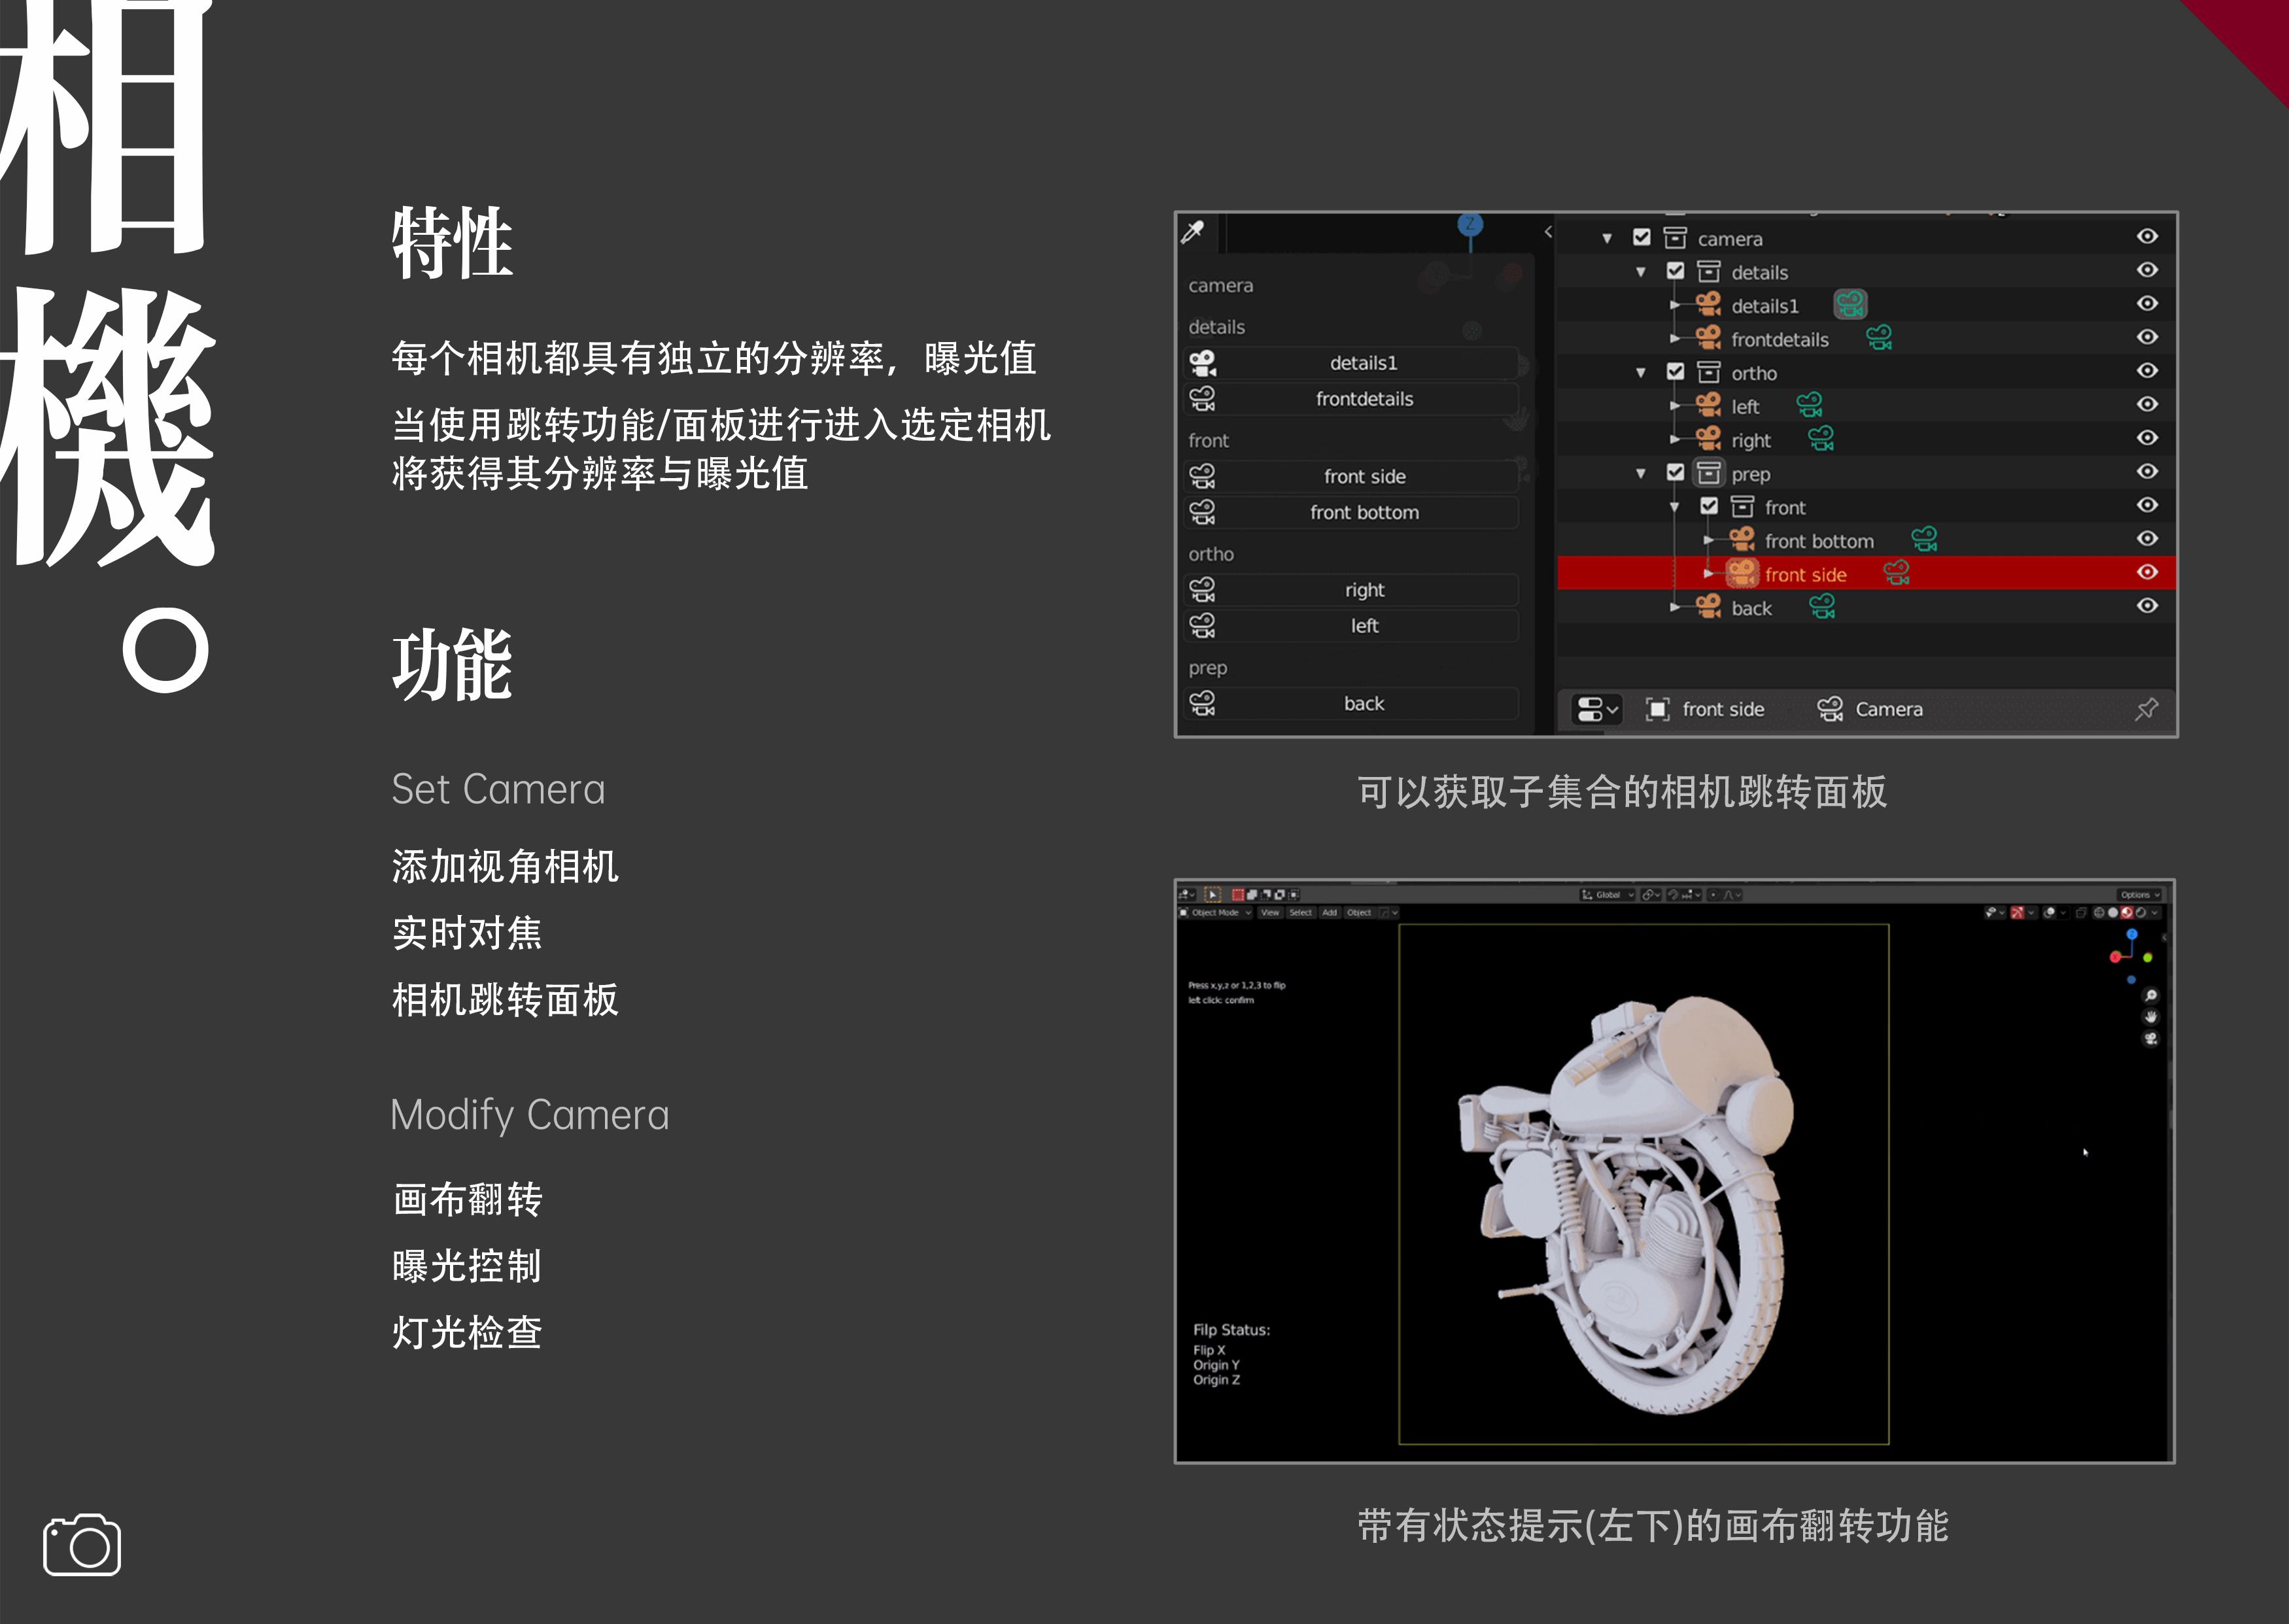 相機。
特性
每个相机都具有独立的分辨率，曝光值
当使用跳转功能/面板进行进入选定相机
将获得其分辨率与曝光值
功能
Set Camera
添加视角相机
实时对焦
相机跳转面板
Modify Camera
画布翻转
曝光控制
灯光检查
Z
camera
details
details1
frontdetails
front
front side
front bottom
ortho
right
left
prep
back
camera
details
details1
frontdetails
ortho
left
right
prep
front
front bottom
front side
back
front side Camera
可以获取子集合的相机跳转面板
Global
Options
Object Mode View Select Add Object
Press x,y,z or 1,2,3 to flip
left click: confirm
Filp Status:
Flip X
Origin Y
Origin Z
带有状态提示(左下)的画布翻转功能